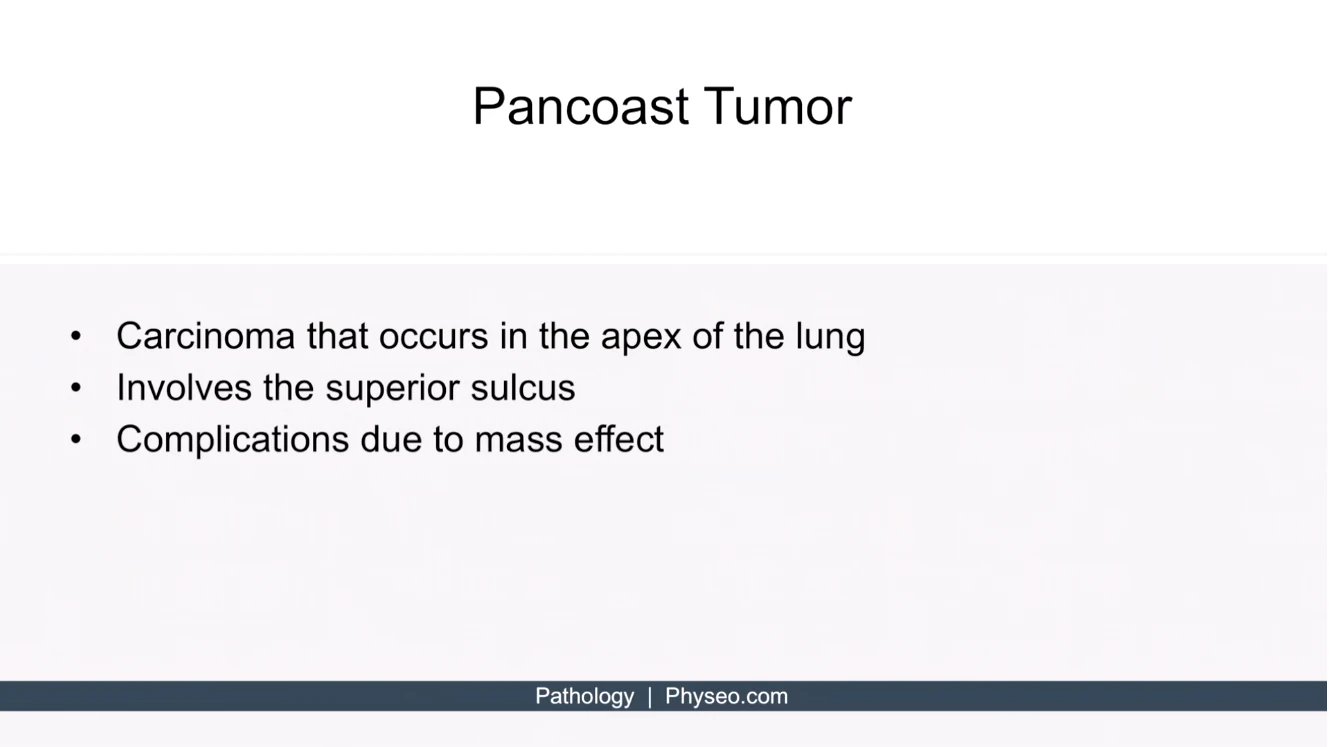 Pancoast Tumor
• Carcinoma that occurs in the apex of the lung
• Involves the superior sulcus
• Complications due to mass effect
Pathology | Physeo.com